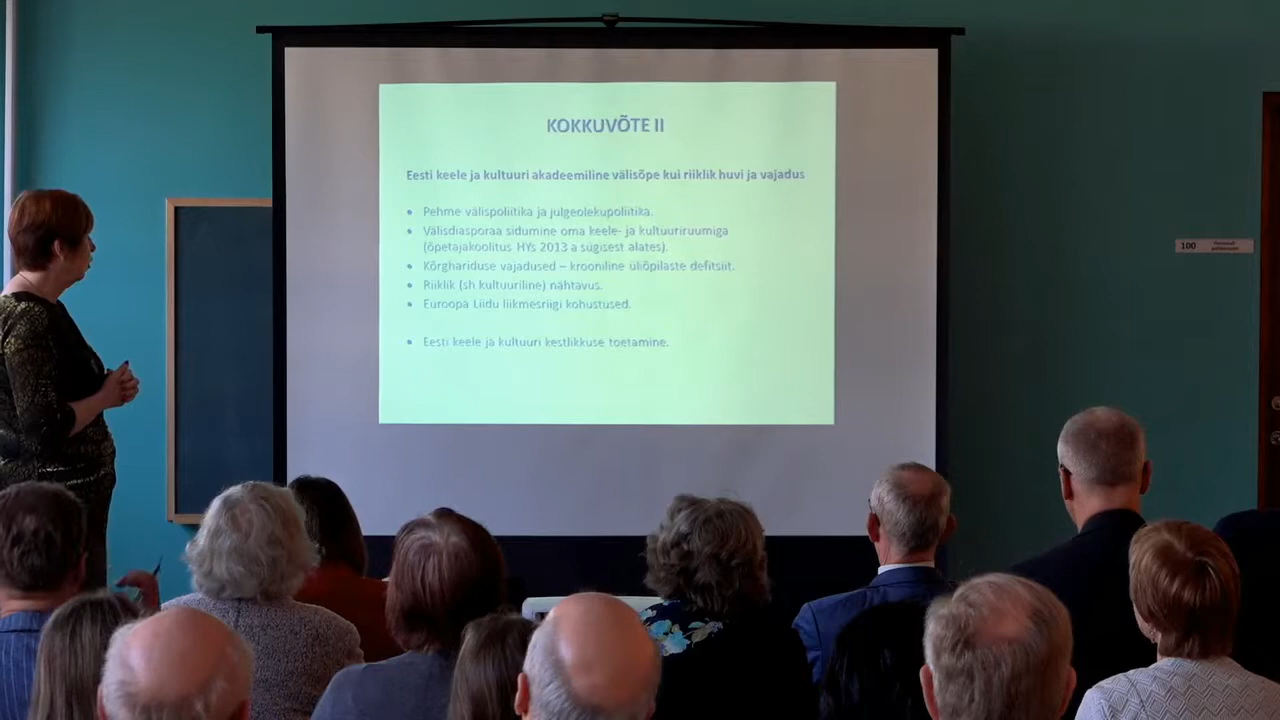 KOKKUVÕTE II
Eesti keele ja kultuuri akadeemiline välisõpe kui riiklik huvi ja vajadus
• Pehme välispoliitika ja julgeolekupoliitika.
• Välisdiasporaa sidumine oma keele- ja kultuuriruumiga
(õpetajakoolitus HYs 2013 a sügisest alates).
• Kõrghariduse vajadused – krooniline üliõpilaste defitsiit.
• Riiklik (sh kultuuriline) nähtavus.
• Euroopa Liidu liikmesriigi kohustused.
• Eesti keele ja kultuuri kestlikkuse toetamine.
100